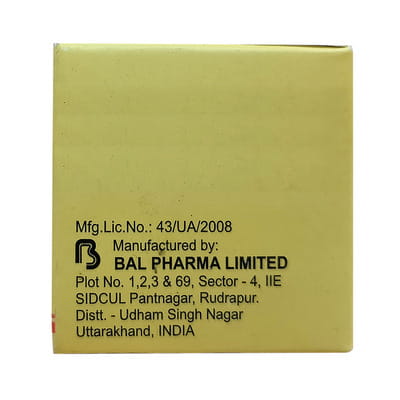 Mfg.Lic.No.: 43/UA/2008
Manufactured by:
BAL PHARMA LIMITED
Plot No. 1,2,3 & 69, Sector - 4, IIE
SIDCUL Pantnagar, Rudrapur.
Distt. - Udham Singh Nagar
Uttarakhand, INDIA